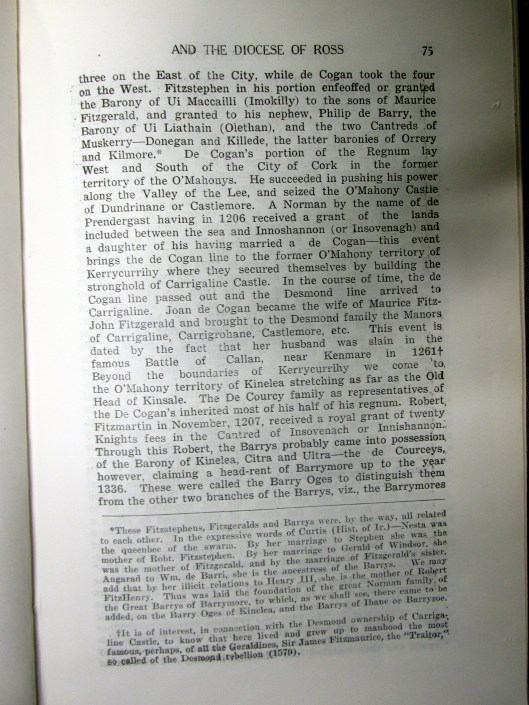 AND THE DIOCESE OF ROSS 75
three on the East of the City, while de Cogan took the four
on the West. Fitzstephen in his portion enfeoffed or granted
the Barony of Ui Maccailli (Imokilly) to the sons of Maurice
Fitzgerald, and granted to his nephew, Philip de Barry, the
Barony of Ui Liathain (Olethan), and the two Cantreds of
Muskerry—Donegan and Killede, the latter baronies of Orrery
and Kilmore.* De Cogan's portion of the Regnum lay
West and South of the City of Cork in the former
territory of the O'Mahonys. He succeeded in pushing his power
along the Valley of the Lee, and seized the O'Mahony Castle
of Dundrinane or Castlemore. A Norman by the name of de
Prendergast having in 1206 received a grant of the lands
included between the sea and Innoshannon (or Insovenagh) and
a daughter of his having married a de Cogan—this event
brings the de Cogan line to the former O'Mahony territory of
Kerrycurrihy where they secured themselves by building the
stronghold of Carrigaline Castle. In the course of time, the de
Cogan line passed out and the Desmond line arrived to
Carrigaline. Joan de Cogan became the wife of Maurice Fitz-
John Fitzgerald and brought to the Desmond family the Manors
of Carrigaline, Carrigrohane, Castlemore, etc. This event is
dated by the fact that her husband was slain in the
famous Battle of Callan, near Kenmare in 1261†
Beyond the boundaries of Kerrycurrihy we come to
the O'Mahony territory of Kinelea stretching as far as the Old
Head of Kinsale. The De Courcy family as representatives of
the De Cogan's inherited most of his half of his regnum. Robert
Fitzmartin in November, 1207, received a royal grant of twenty
Knights fees in the Cantred of Insovenach or Innishannon.
Through this Robert, the Barrys probably came into possession
of the Barony of Kinelea, Citra and Ultra—the de Courceys,
however, claiming a head-rent of Barrymore up to the year
1336. These were called the Barry Oges to distinguish them
from the other two branches of the Barrys, viz., the Barrymores
*These Fitzstephens, Fitzgeralds and Barrys were, by the way, all related
to each other. In the expressive words of Curtis (Hist. of Ir.)—Nesta was
the queenbee of the swarm. By her marriage to Stephen she was the
mother of Robt. Fitzstephen. By her marriage to Gerald of Windsor, she
was the mother of Fitzgerald, and by the marriage of Fitzgerald's sister,
Angarad to Wm. de Barri, she is the ancestress of the Barrys. We may
add that by her illicit relations to Henry III, she is the mother of Robert
FitzHenry. Thus was laid the foundation of the great Norman family of
the Great Barrys of Barrymore, to which, as we shall see, there came to be
added, on the Barry Oges of Kinelea, and the Barrys of Ibane or Barryroe.
†It is of interest, in connection with the Desmond ownership of Carriga-
line Castle, to know that here lived and grew up to manhood the most
famous, perhaps, of all the Geraldines, Sir James Fitzmaurice, the "Traitor,"
so called of the Desmond rebellion (1579).